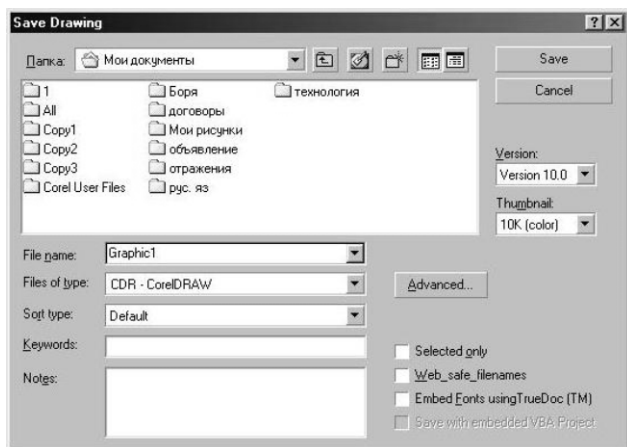 Save Drawing
Папка: Мои документы
Save
Cancel
1
All
Copy1
Copy2
Copy3
Corel User Files
Боря
договоры
Мои рисунки
объявление
отражения
рус. яз
технология
Version:
Version 10.0
Thumbnail:
10K (color)
File name: Graphic1
Files of type: CDR - CorelDRAW
Advanced...
Sort type: Default
Keywords:
Notes:
Selected only
Web_safe_filenames
Embed Fonts usingTrueDoc (TM)
Save with embedded VBA Project